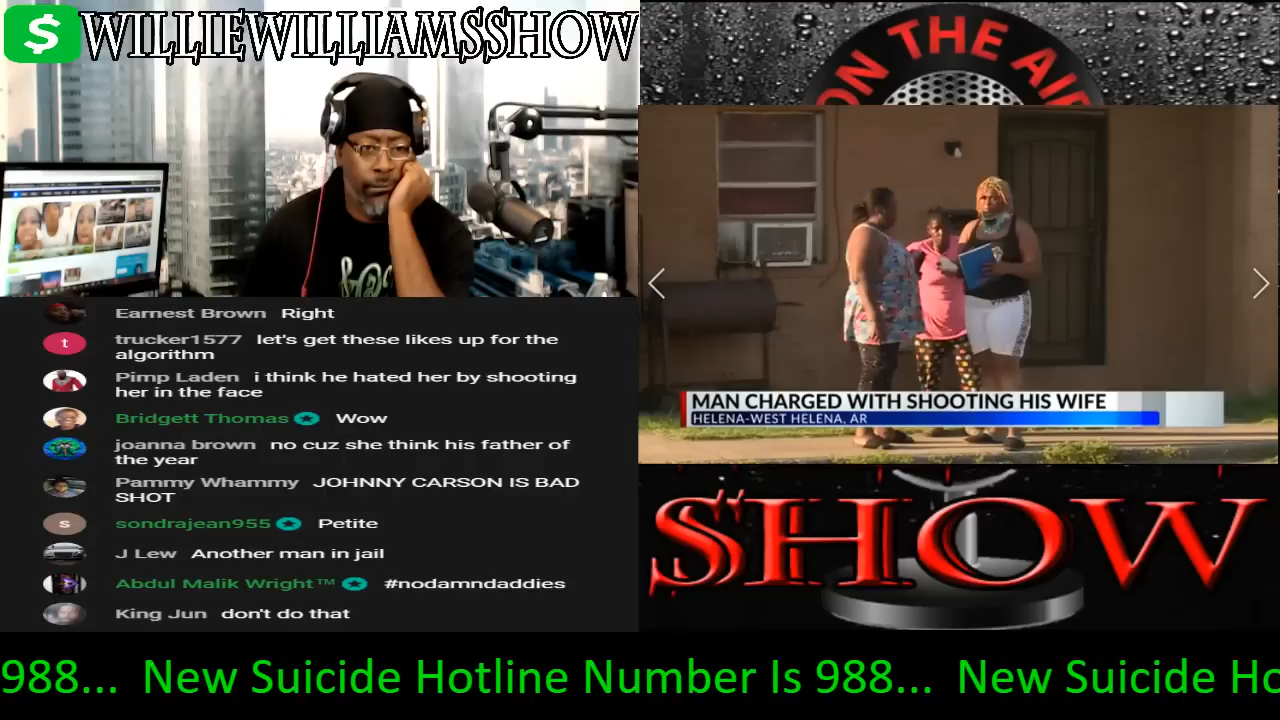 $ WILLIEWILLIAMSSHOW
ON THE AIR
MAN CHARGED WITH SHOOTING HIS WIFE
HELENA-WEST HELENA, AR
Earnest Brown Right
trucker1577 let's get these likes up for the
algorithm
Pimp Laden i think he hated her by shooting
her in the face
Bridgett Thomas Wow
joanna brown no cuz she think his father of
the year
Pammy Whammy JOHNNY CARSON IS BAD
SHOT
sondrajean955 Petite
J Lew Another man in jail
Abdul Malik Wright™ #nodamndaddies
King Jun don't do that
SHOW
988... New Suicide Hotline Number Is 988... New Suicide Ho